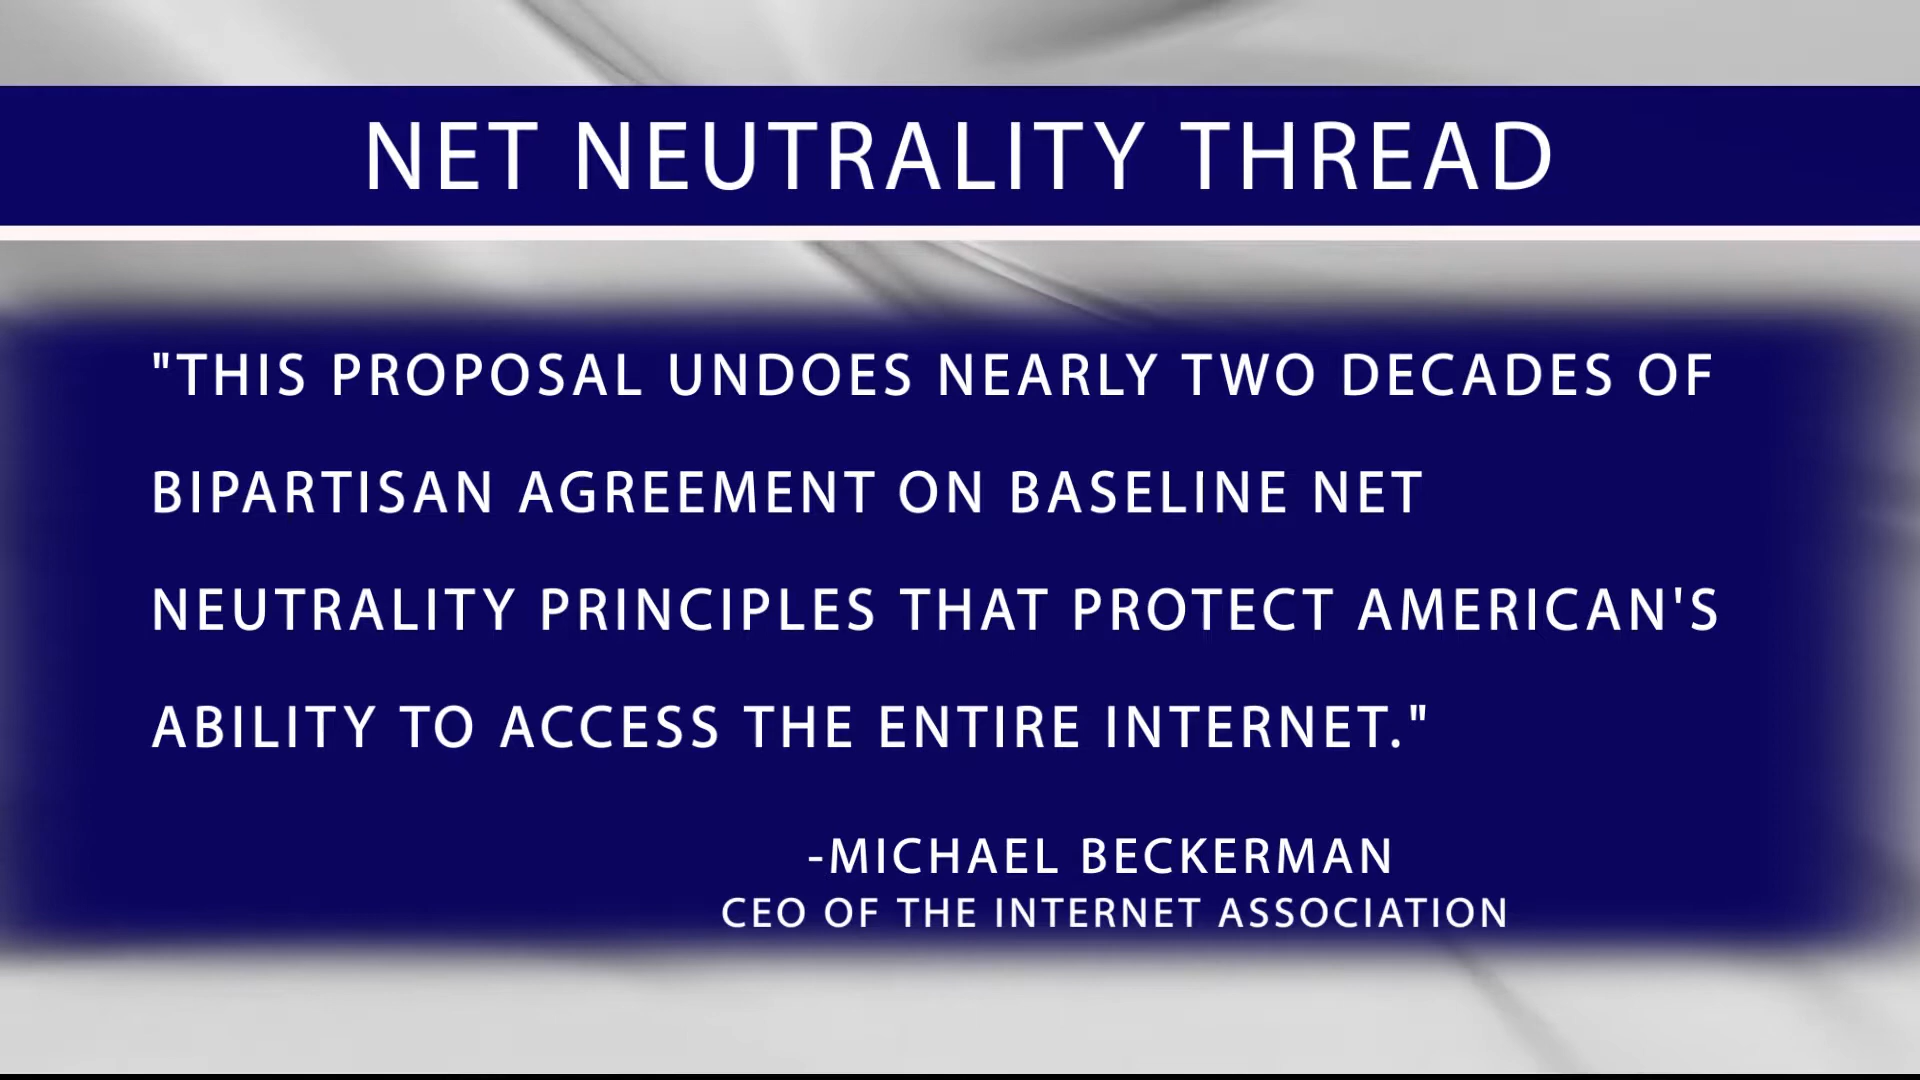 NET NEUTRALITY THREAD
"THIS PROPOSAL UNDOES NEARLY TWO DECADES OF
BIPARTISAN AGREEMENT ON BASELINE NET
NEUTRALITY PRINCIPLES THAT PROTECT AMERICAN'S
ABILITY TO ACCESS THE ENTIRE INTERNET."
-MICHAEL BECKERMAN
CEO OF THE INTERNET ASSOCIATION